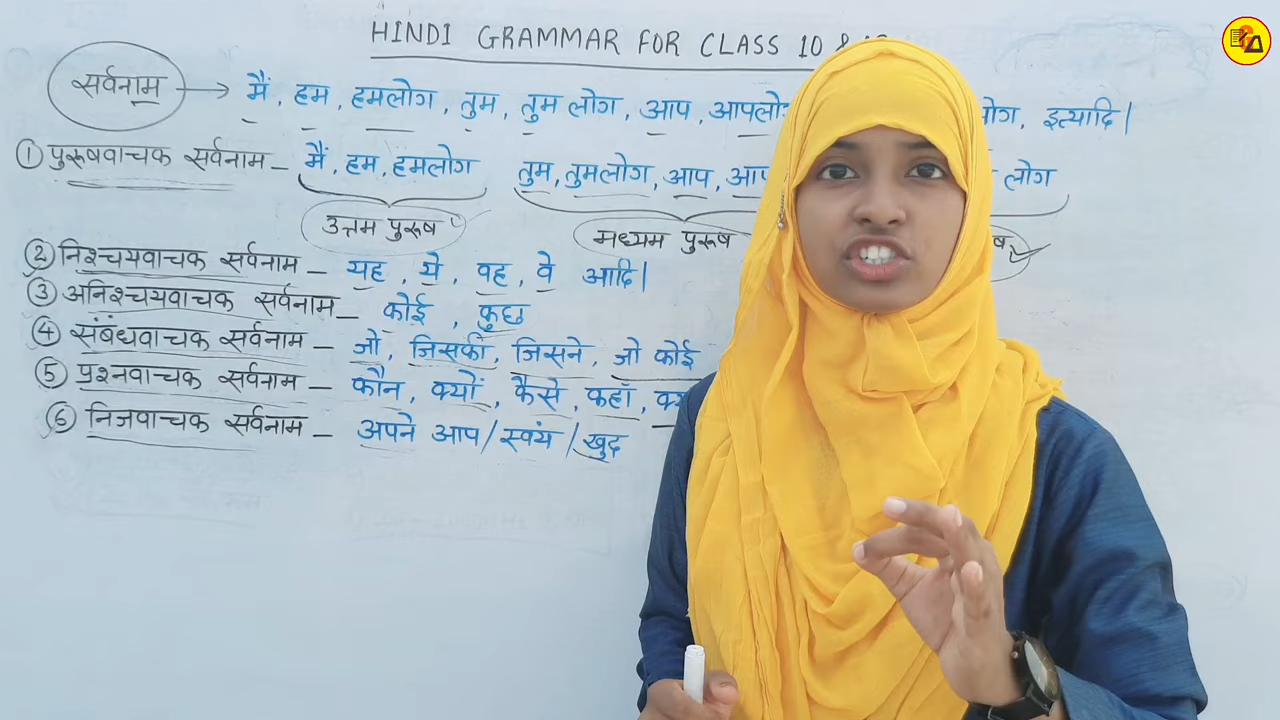 HINDI GRAMMAR FOR CLASS 10 &
सर्वनाम → मैं, हम, हमलोग, तुम, तुम लोग, आप, इत्यादि।
① पुरूषवाचक सर्वनाम – मैं, हम, हमलोग तुम, तुमलोग, आप, लोग
उत्तम पुरूष मध्यम पुरूष
② निश्चयवाचक सर्वनाम – यह, ये, वह, वे आदि।
③ अनिश्चयवाचक सर्वनाम – कोई, कुछ
④ संबंधवाचक सर्वनाम – जो, जिसकी, जिसने, जो कोई
⑤ प्रश्नवाचक सर्वनाम – कौन, क्यों, कैसे, कहाँ,
⑥ निजवाचक सर्वनाम – अपने आप/स्वयं/खुद